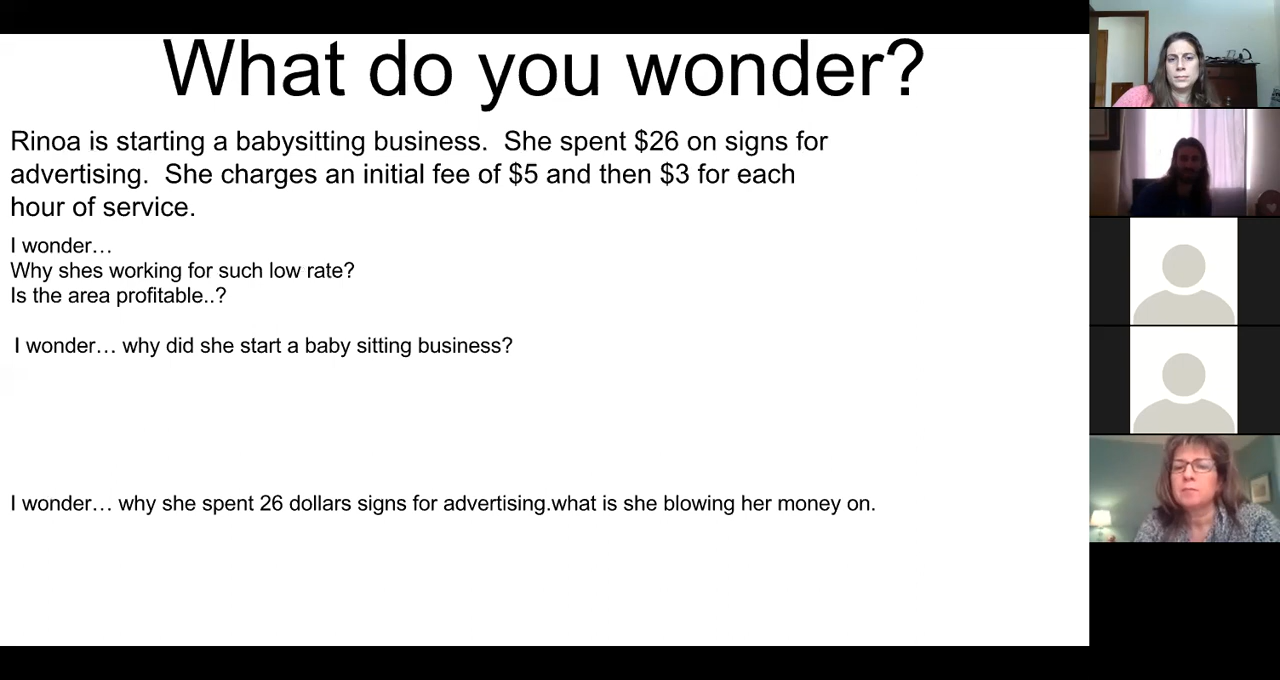 What do you wonder?
Rinoa is starting a babysitting business.  She spent $26 on signs for
advertising.  She charges an initial fee of $5 and then $3 for each
hour of service.
I wonder…
Why shes working for such low rate?
Is the area profitable..?
I wonder… why did she start a baby sitting business?
I wonder… why she spent 26 dollars signs for advertising.what is she blowing her money on.